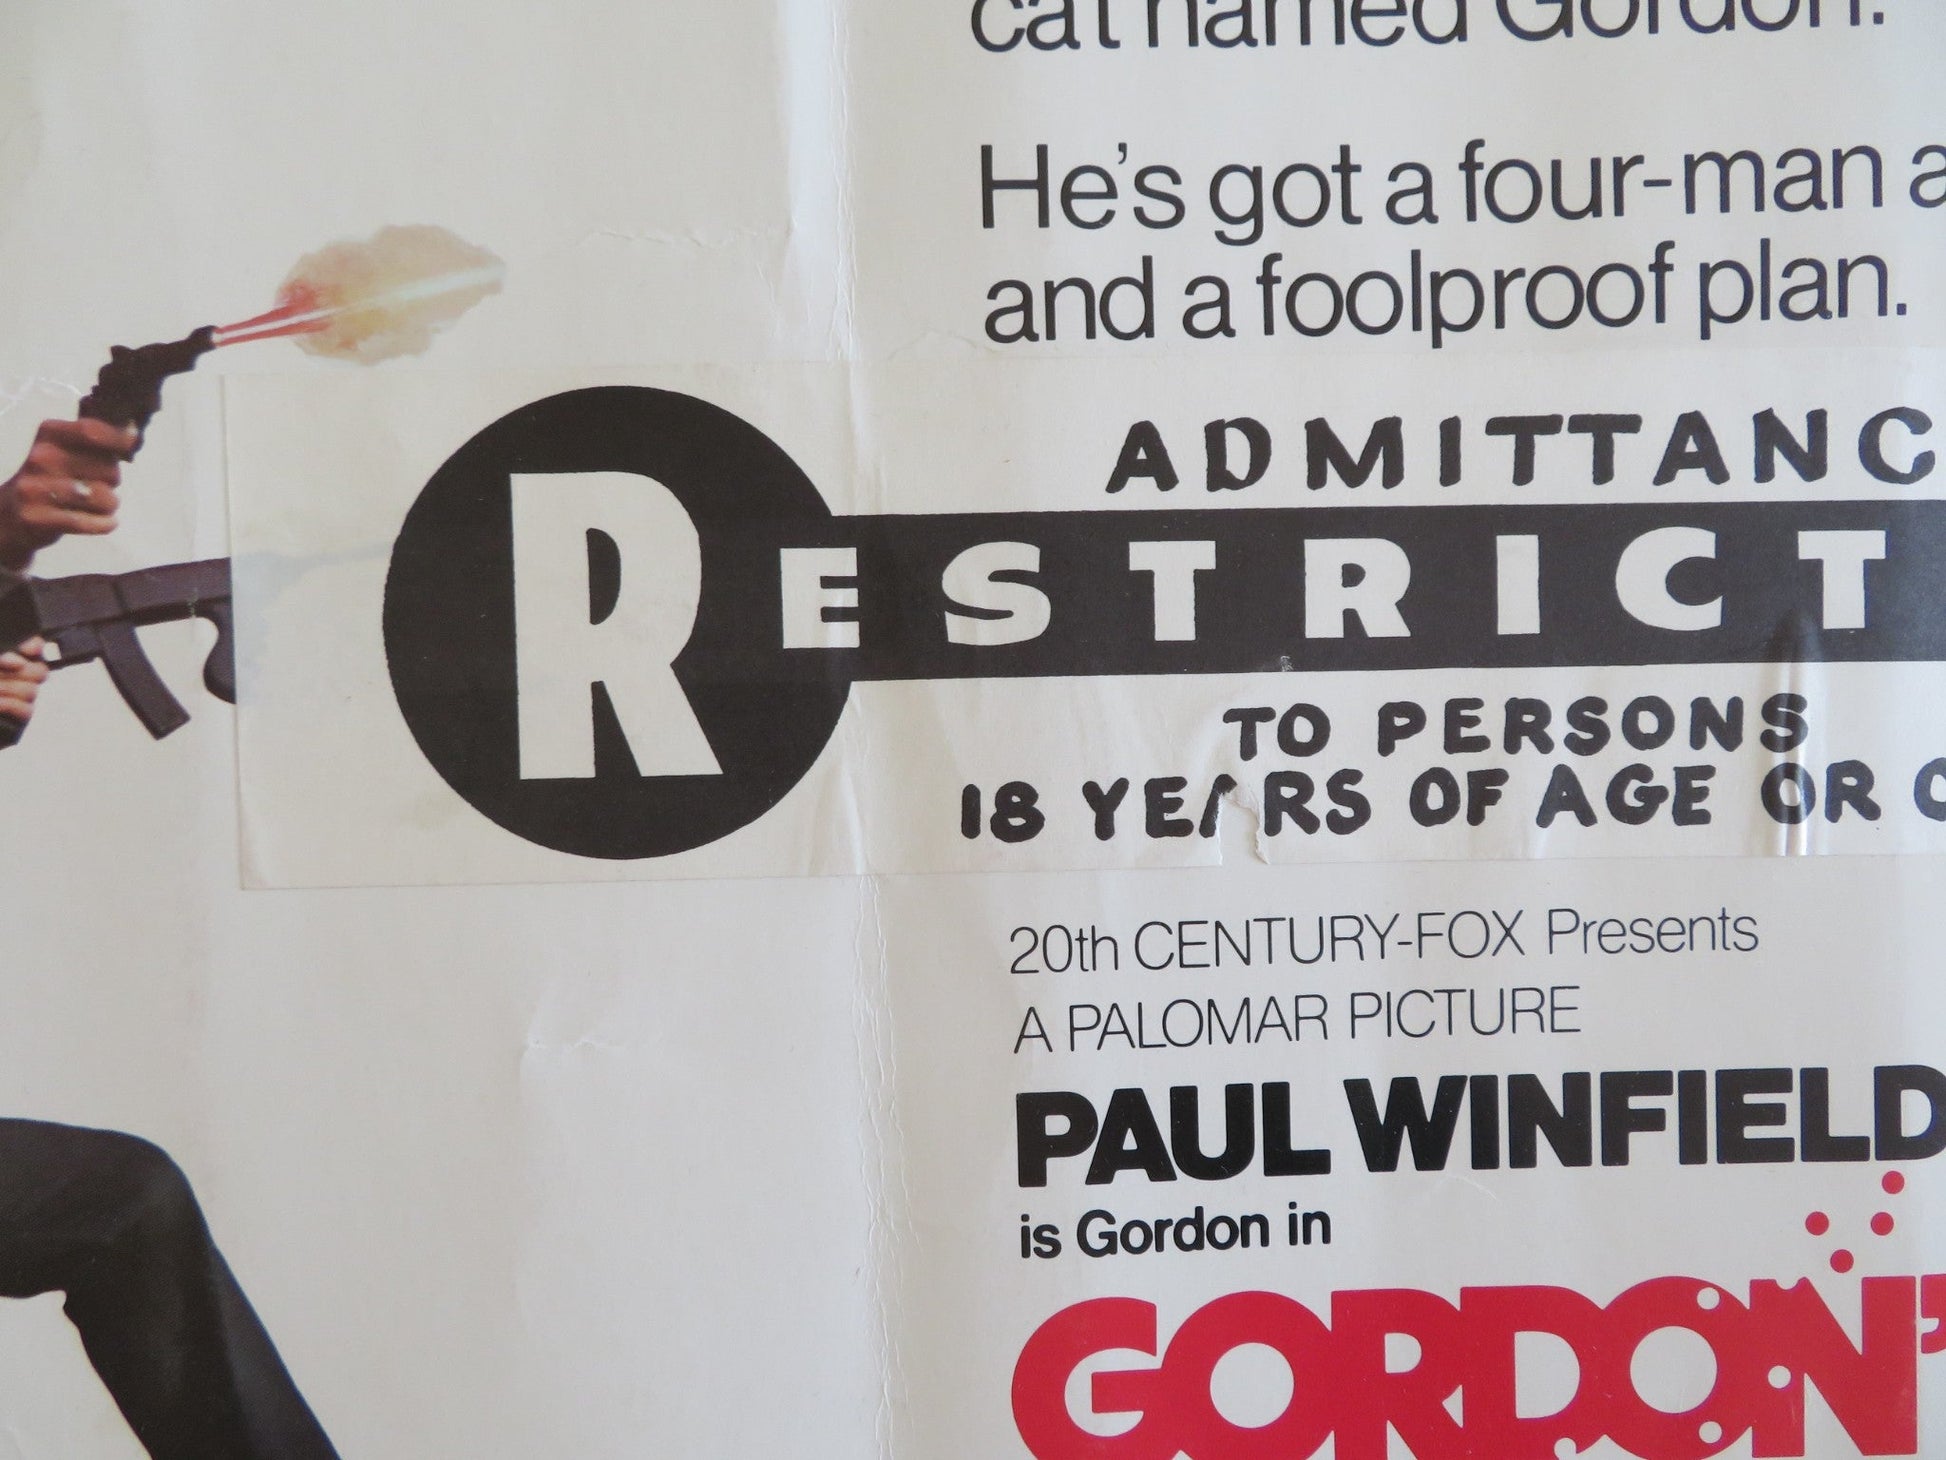 cat named Gordon.
He's got a four-man a
and a foolproof plan.
ADMITTANC
RESTRICT
TO PERSONS
18 YEARS OF AGE OR O
20th CENTURY-FOX Presents
A PALOMAR PICTURE
PAUL WINFIELD
is Gordon in
GORDON'